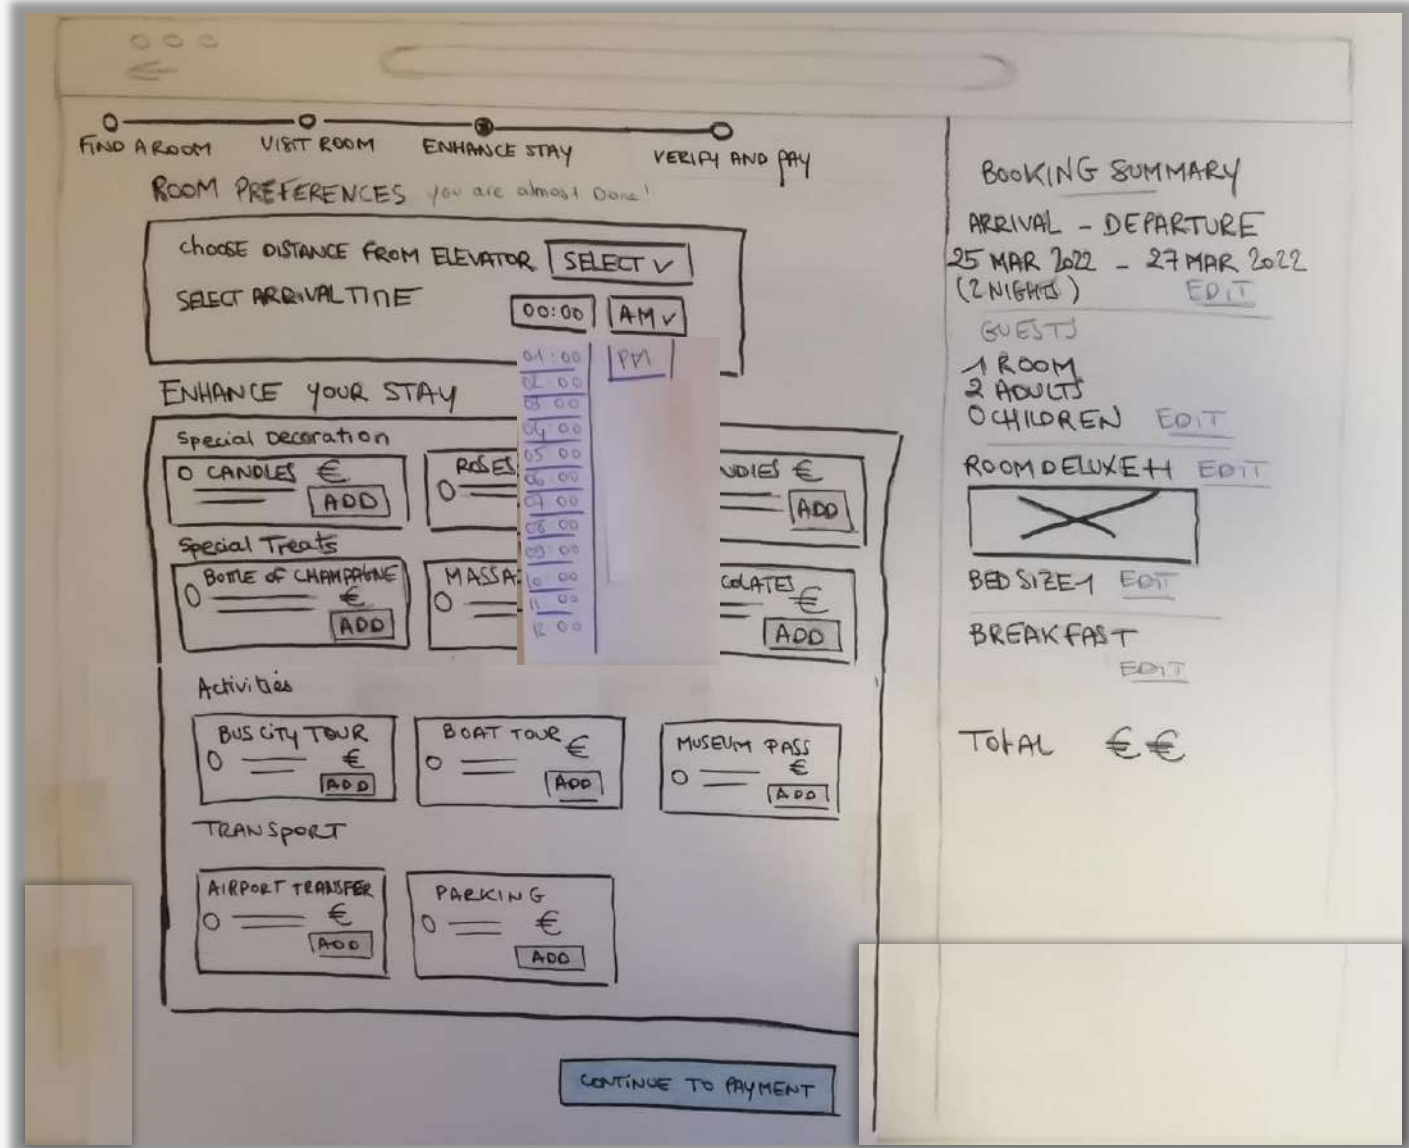 FIND A ROOM VISIT ROOM ENHANCE STAY VERIFY AND PAY
ROOM PREFERENCES you are almost Done!
choose DISTANCE FROM ELEVATOR SELECT
SELECT ARRIVAL TIME 00:00 AM
01:00 PM
02:00
03:00
04:00
05:00
06:00
07:00
08:00
09:00
10:00
11:00
12:00
ENHANCE YOUR STAY
Special Decoration
CANDLES €
ADD
ROSES
NDIES €
ADD
Special Treats
BOTTLE OF CHAMPAGNE
€
ADD
MASSA
COLATES €
ADD
Activities
BUS CITY TOUR
€
ADD
BOAT TOUR €
ADD
MUSEUM PASS
€
ADD
TRANSPORT
AIRPORT TRANSFER
€
ADD
PARKING
€
ADD
CONTINUE TO PAYMENT
BOOKING SUMMARY
ARRIVAL - DEPARTURE
25 MAR 2022 - 27 MAR 2022
(2 NIGHTS) EDIT
GUESTS
1 ROOM
2 ADULTS
0 CHILDREN EDIT
ROOM DELUXE EDIT
BED SIZE 1 EDIT
BREAKFAST
EDIT
TOTAL €€